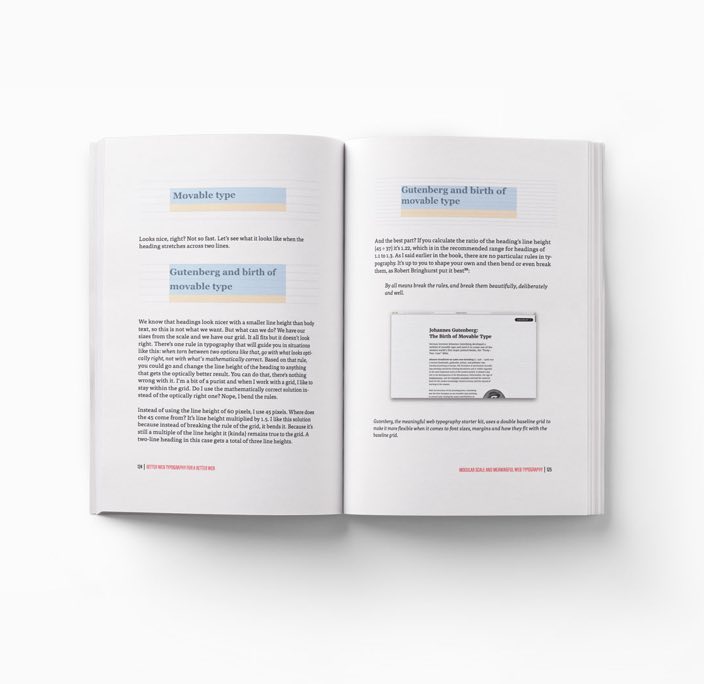 Movable type
Looks nice, right? Not so fast. Let's see what it looks like when the
heading stretches across two lines.
Gutenberg and birth of
movable type
We know that headings look nicer with a smaller line height than body
text, so this is not what we want. But what can we do? We have our
sizes from the scale and we have our grid. It all fits but it doesn't look
right. There's one rule in typography that will guide you in situations
like this: when torn between two options like that, go with what looks opti-
cally right, not with what's mathematically correct. Based on that rule,
you could go and change the line height of the heading to anything
that gets the optically better result. You can do that, there's nothing
wrong with it. I'm a bit of a purist and when I work with a grid, I like to
stay within the grid. Do I use the mathematically correct solution in-
stead of the optically right one? Nope, I bend the rules.
Instead of using the line height of 60 pixels, I use 45 pixels. Where does
the 45 come from? It's line height multiplied by 1.5. I like this solution
because instead of breaking the rule of the grid, it bends it. Because it's
still a multiple of the line height it (kinda) remains true to the grid. A
two-line heading in this case gets a total of three line heights.
124 | BETTER WEB TYPOGRAPHY FOR A BETTER WEB
Gutenberg and birth of
movable type
And the best part? If you calculate the ratio of the heading's line height
(45 ÷ 37) it's 1.22, which is in the recommended range for headings of
1.1 to 1.3. As I said earlier in the book, there are no particular rules in ty-
pography. It's up to you to shape your own and then bend or even break
them, as Robert Bringhurst put it best:
By all means break the rules, and break them beautifully, deliberately
and well.
Johannes Gutenberg:
The Birth of Movable Type
Gutenberg, the meaningful web typography starter kit, uses a double baseline grid to
make it more flexible when it comes to font sizes, margins and how they fit with the
baseline grid.
MODULAR SCALE AND MEANINGFUL WEB TYPOGRAPHY | 125